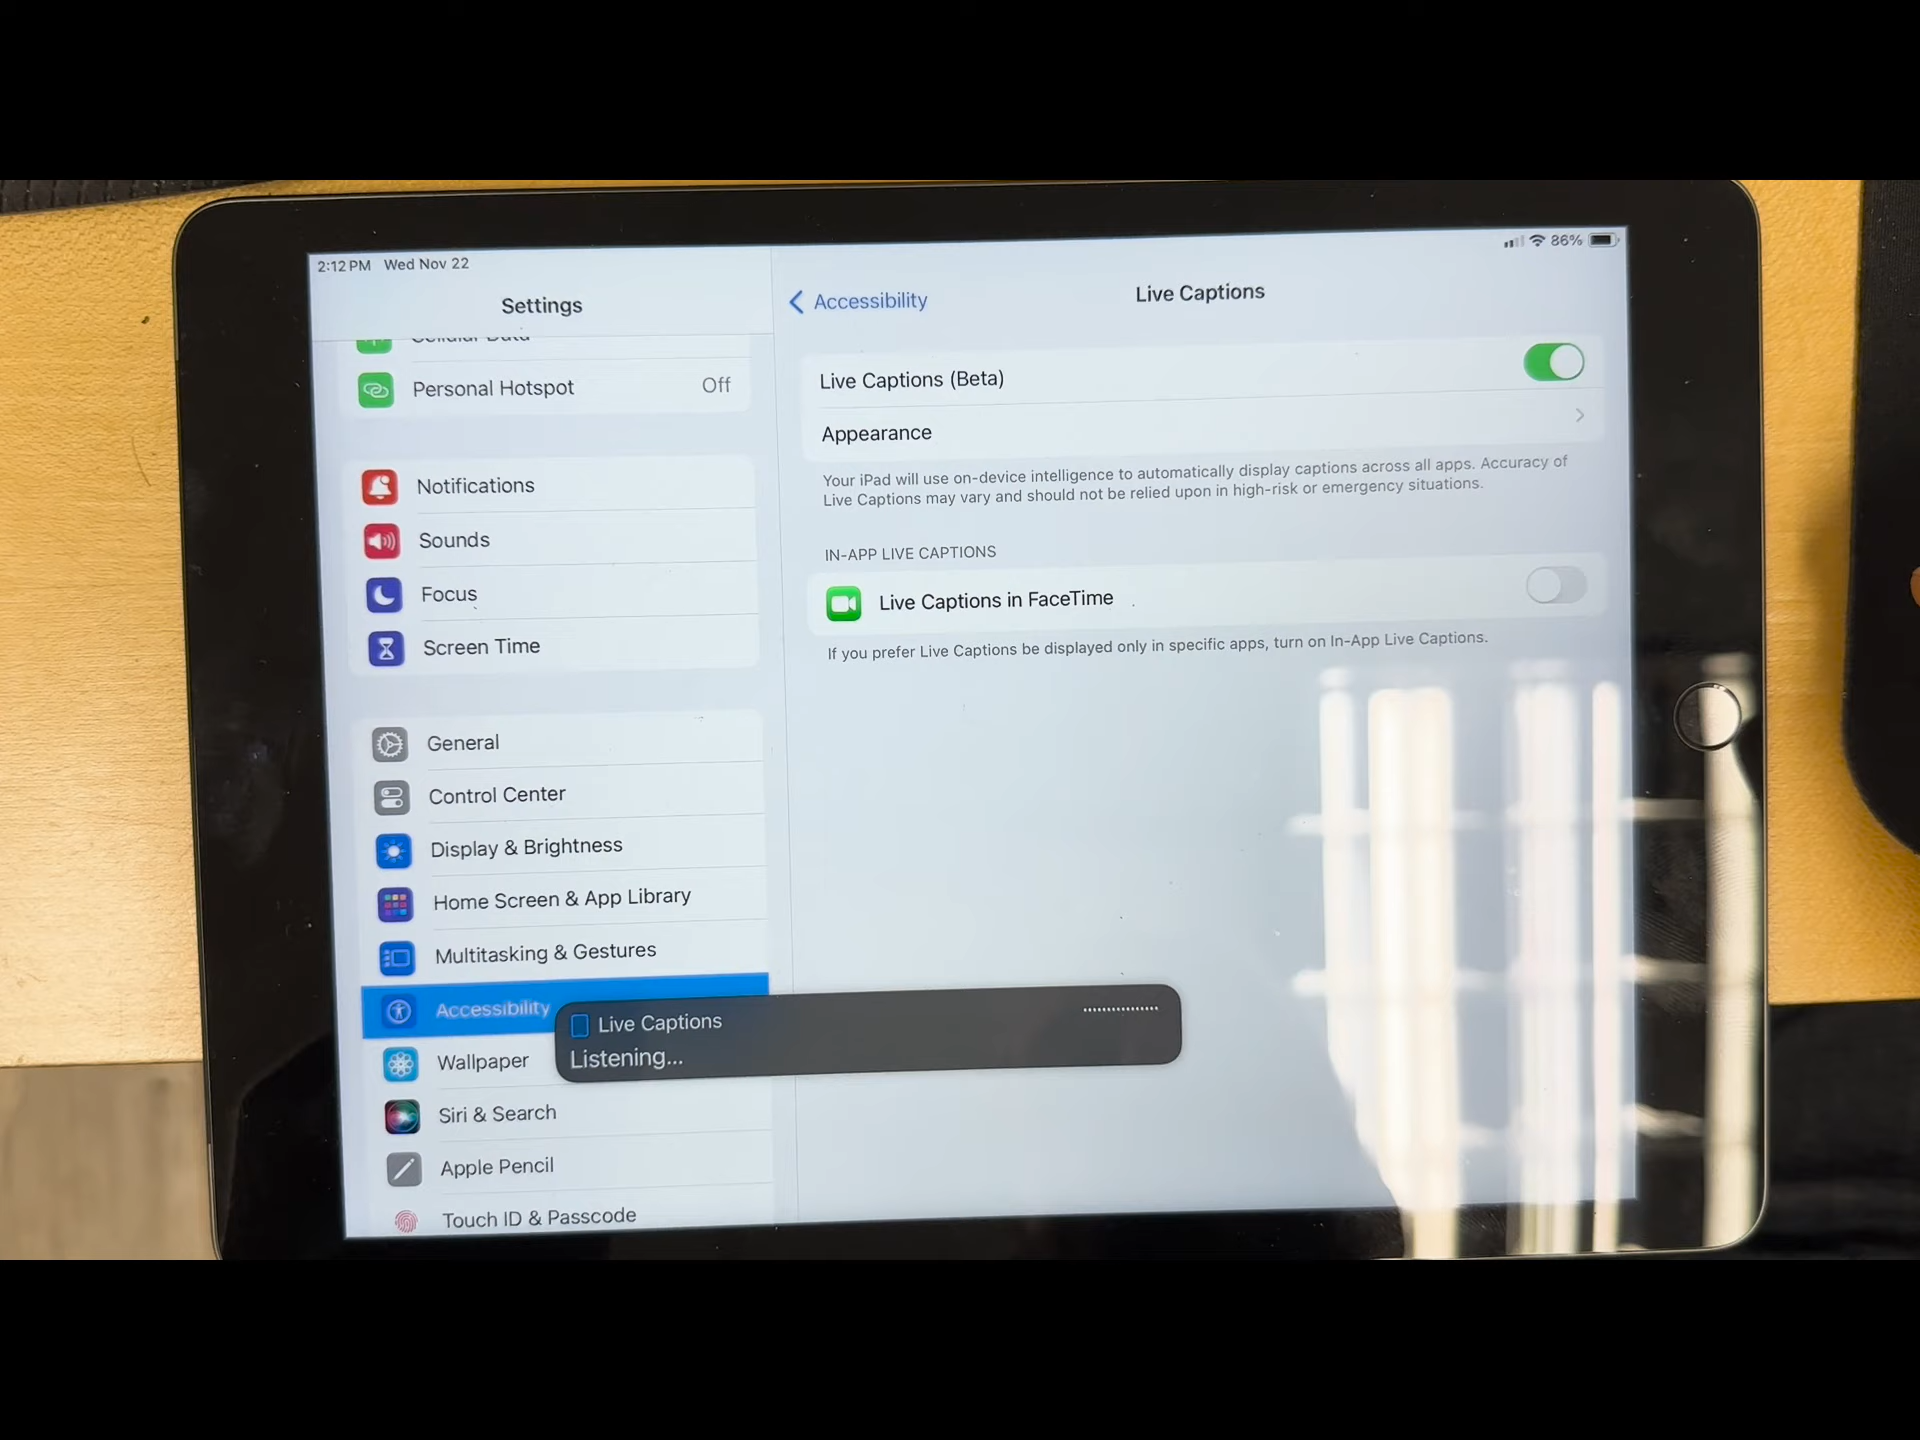 2:12 PM Wed Nov 22
86%
Settings
Cellular Data
Personal Hotspot Off
Notifications
Sounds
Focus
Screen Time
General
Control Center
Display & Brightness
Home Screen & App Library
Multitasking & Gestures
Accessibility
Wallpaper
Siri & Search
Apple Pencil
Touch ID & Passcode
Accessibility
Live Captions
Live Captions (Beta)
Appearance
Your iPad will use on-device intelligence to automatically display captions across all apps. Accuracy of
Live Captions may vary and should not be relied upon in high-risk or emergency situations.
IN-APP LIVE CAPTIONS
Live Captions in FaceTime
If you prefer Live Captions be displayed only in specific apps, turn on In-App Live Captions.
Live Captions
Listening...